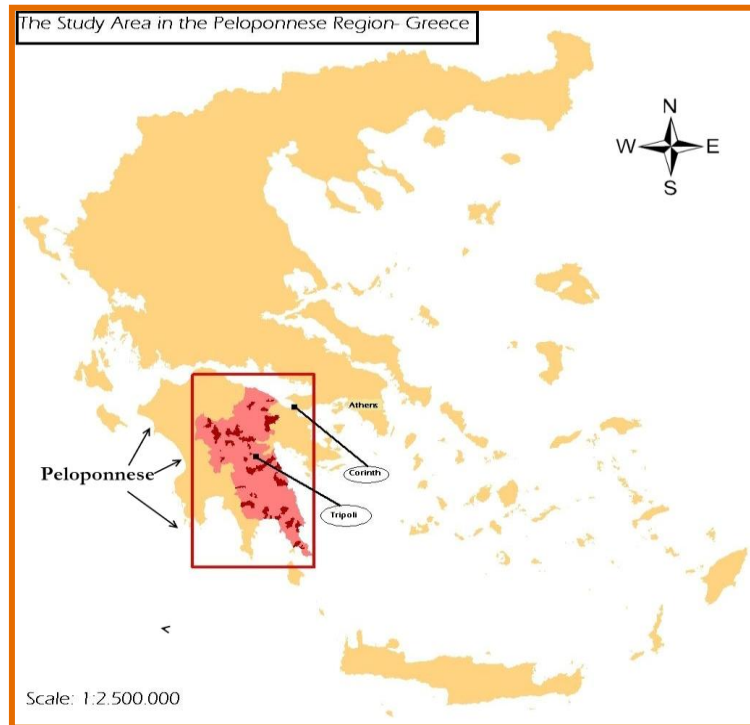 The Study Area in the Peloponnese Region- Greece
N
W E
S
Athens
Peloponnese
Corinth
Tripoli
Scale: 1:2.500.000